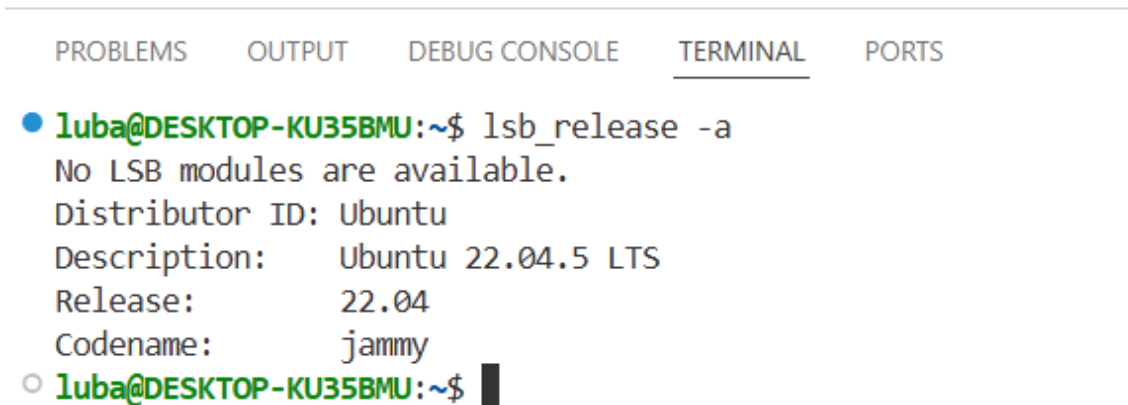 PROBLEMS OUTPUT DEBUG CONSOLE TERMINAL PORTS
luba@DESKTOP-KU35BMU:~$ lsb_release -a
No LSB modules are available.
Distributor ID: Ubuntu
Description:    Ubuntu 22.04.5 LTS
Release:        22.04
Codename:       jammy
luba@DESKTOP-KU35BMU:~$